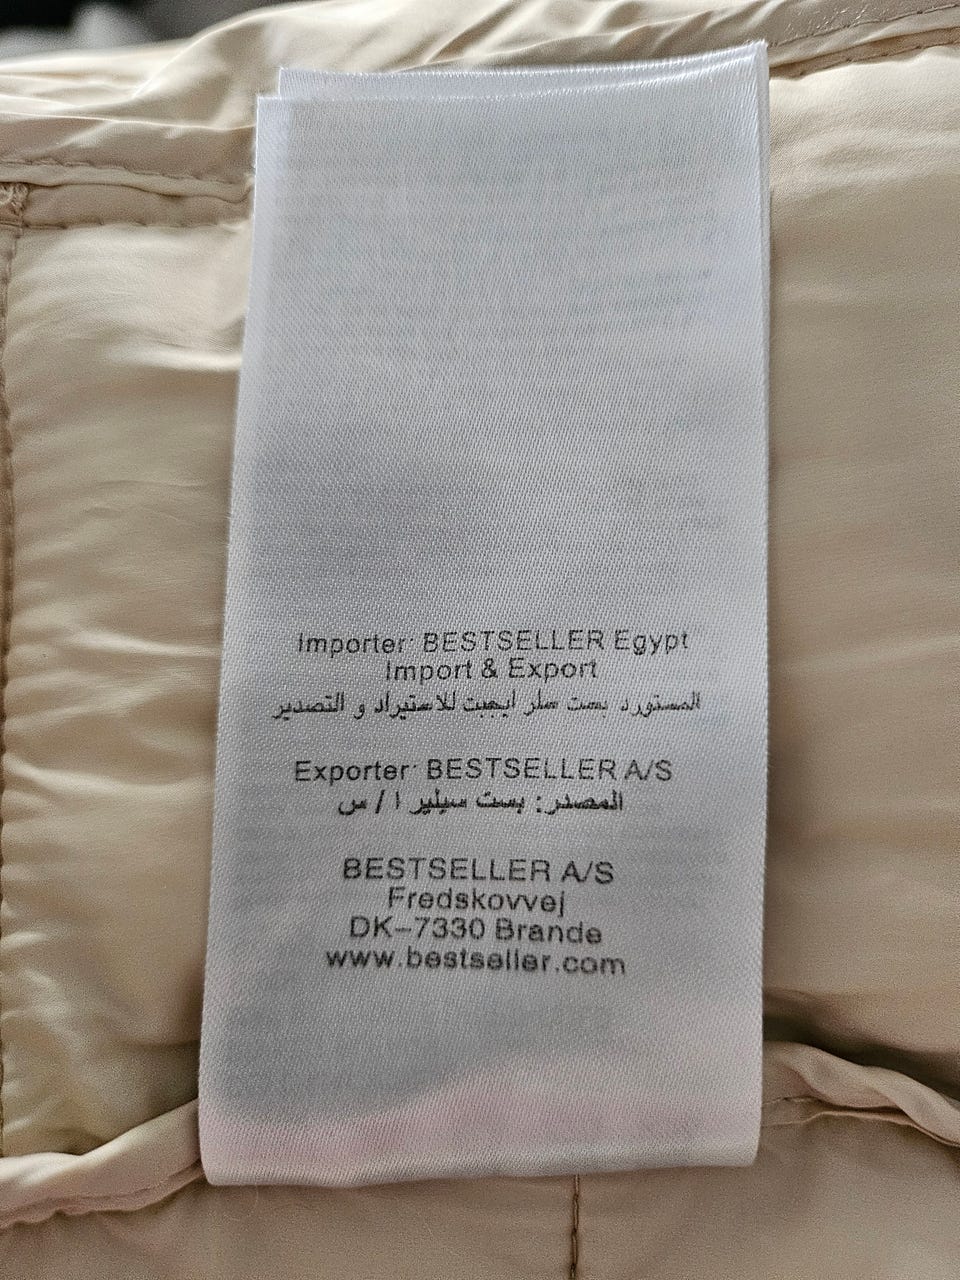 Importer: BESTSELLER Egypt
Import & Export
المستورد بست سلر ايجبت للاستيراد و التصدير
Exporter: BESTSELLER A/S
المصدر: بست سيلير ا / س
BESTSELLER A/S
Fredskovvej
DK-7330 Brande
www.bestseller.com